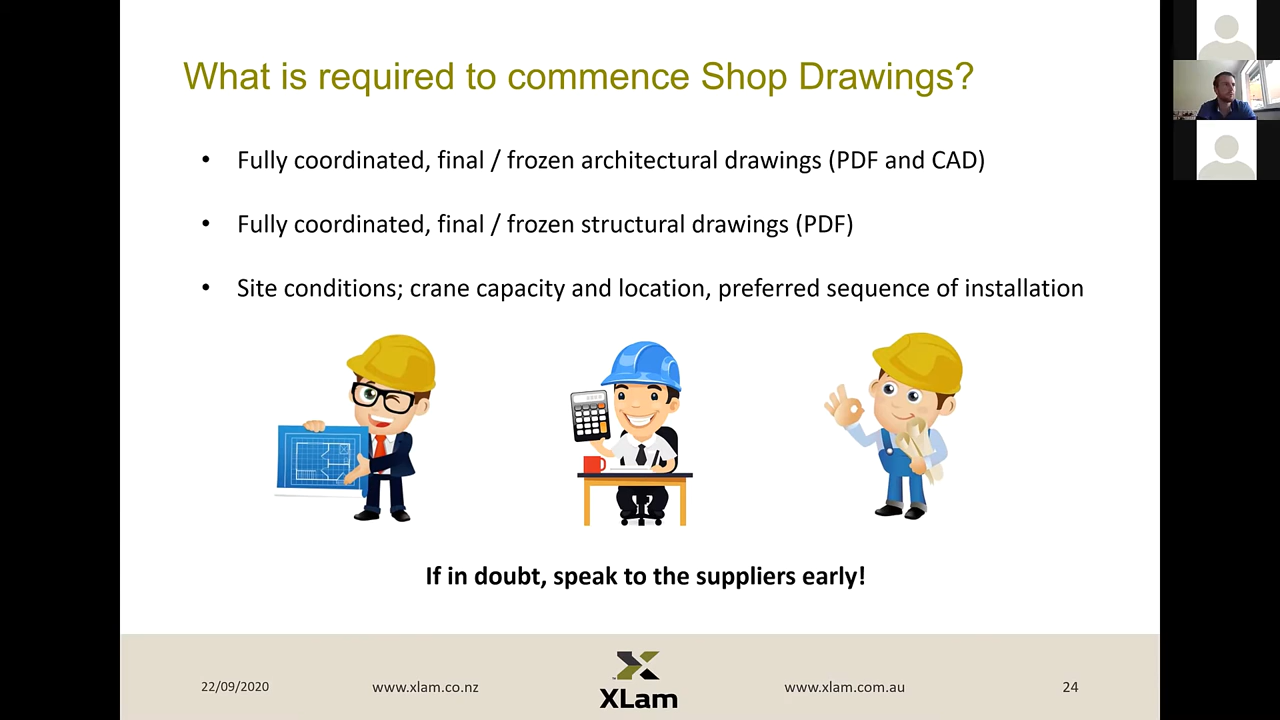 What is required to commence Shop Drawings?
• Fully coordinated, final / frozen architectural drawings (PDF and CAD)
• Fully coordinated, final / frozen structural drawings (PDF)
• Site conditions; crane capacity and location, preferred sequence of installation
If in doubt, speak to the suppliers early!
22/09/2020
www.xlam.co.nz
XLam
www.xlam.com.au
24